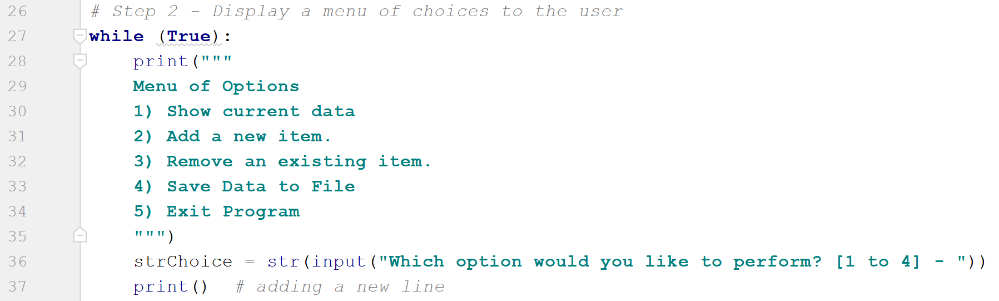 26 # Step 2 - Display a menu of choices to the user
27 while (True):
28     print("""
29     Menu of Options
30     1) Show current data
31     2) Add a new item.
32     3) Remove an existing item.
33     4) Save Data to File
34     5) Exit Program
35     """)
36     strChoice = str(input("Which option would you like to perform? [1 to 4] - "))
37     print()  # adding a new line